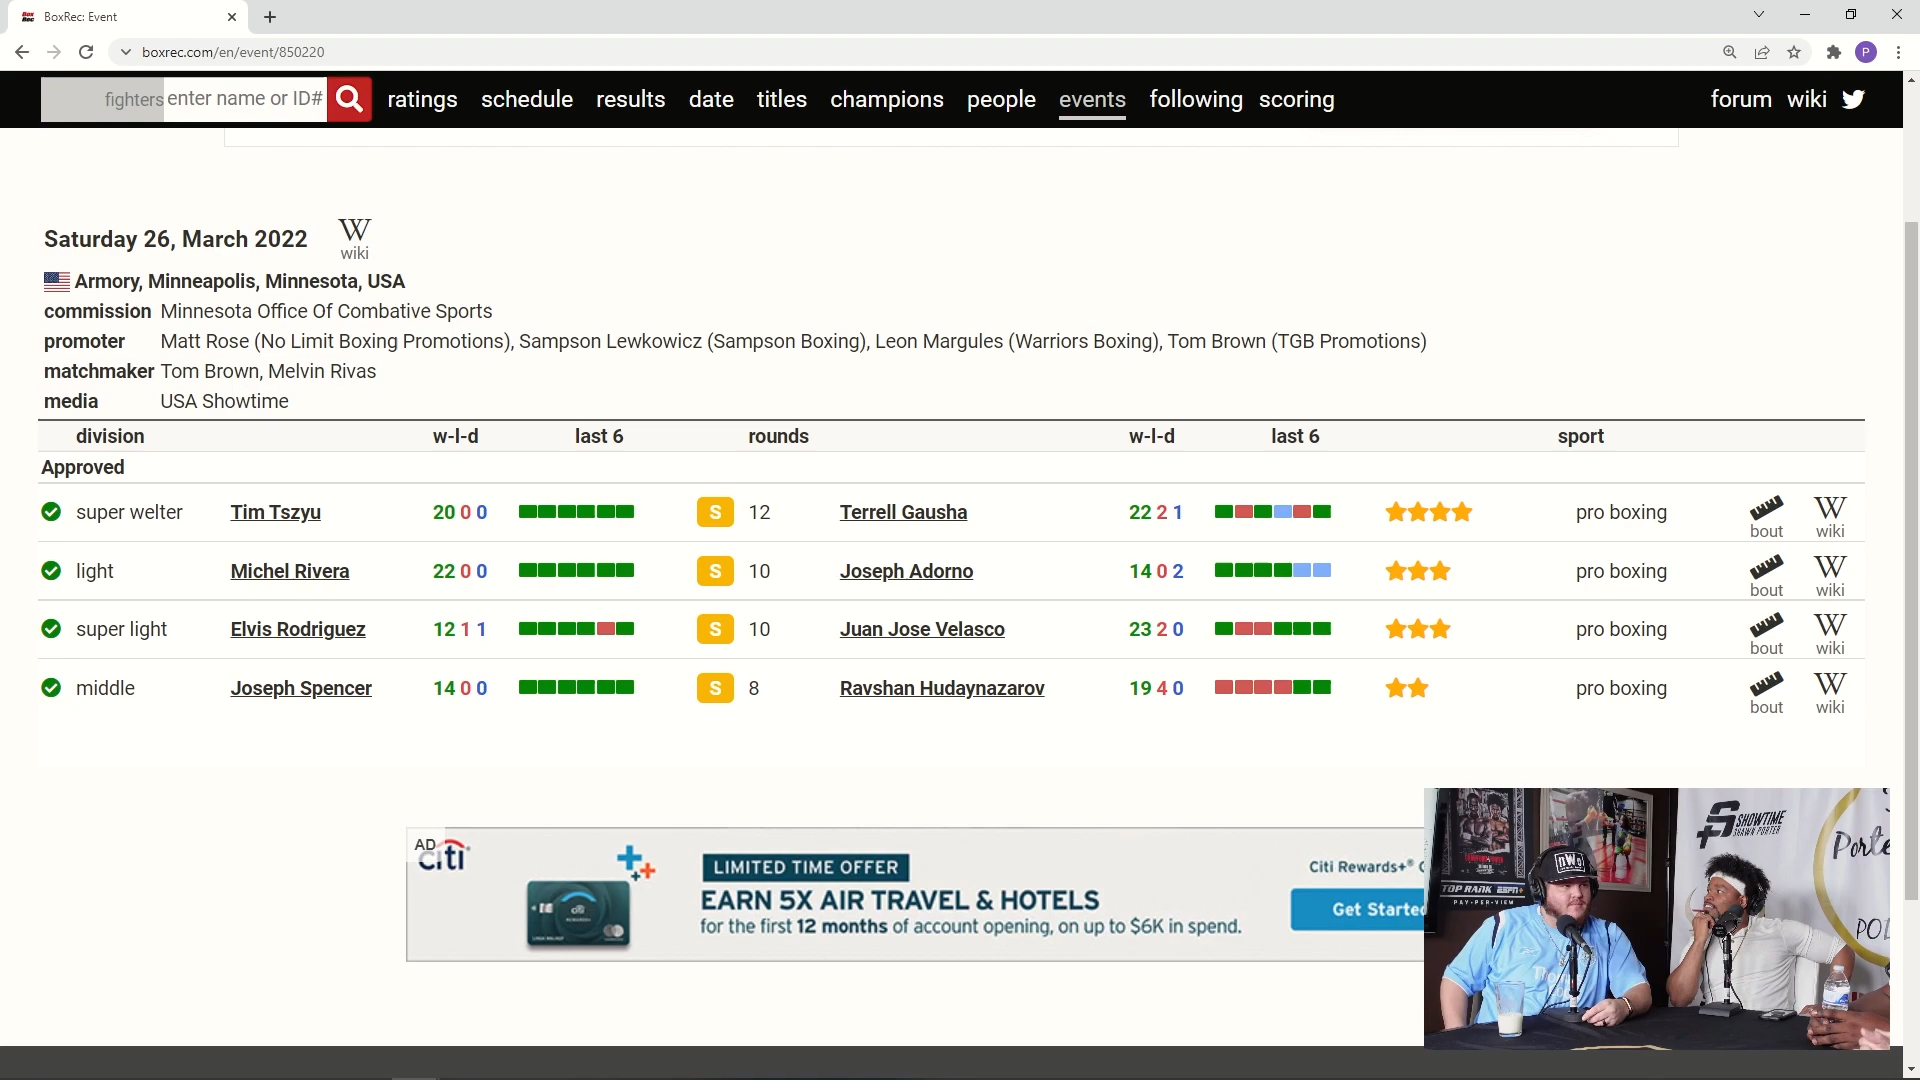 BoxRec: Event
boxrec.com/en/event/850220
P
fighters enter name or ID# ratings schedule results date titles champions people events following scoring forum wiki
Saturday 26, March 2022
W
wiki
Armory, Minneapolis, Minnesota, USA
commission Minnesota Office Of Combative Sports
promoter Matt Rose (No Limit Boxing Promotions), Sampson Lewkowicz (Sampson Boxing), Leon Margules (Warriors Boxing), Tom Brown (TGB Promotions)
matchmaker Tom Brown, Melvin Rivas
media USA Showtime
division w-l-d last 6 rounds w-l-d last 6 sport
Approved
super welter Tim Tszyu 20 0 0 S 12 Terrell Gausha 22 2 1 pro boxing bout W wiki
light Michel Rivera 22 0 0 S 10 Joseph Adorno 14 0 2 pro boxing bout W wiki
super light Elvis Rodriguez 12 1 1 S 10 Juan Jose Velasco 23 2 0 pro boxing bout W wiki
middle Joseph Spencer 14 0 0 S 8 Ravshan Hudaynazarov 19 4 0 pro boxing bout W wiki
AD
citi
LIMITED TIME OFFER
EARN 5X AIR TRAVEL & HOTELS
for the first 12 months of account opening, on up to $6K in spend.
Citi Rewards+®
Get Started
SHOWTIME
SHAWN PORTER
Porte
nWo
TOP RANK ESPN+
PAY-PER-VIEW